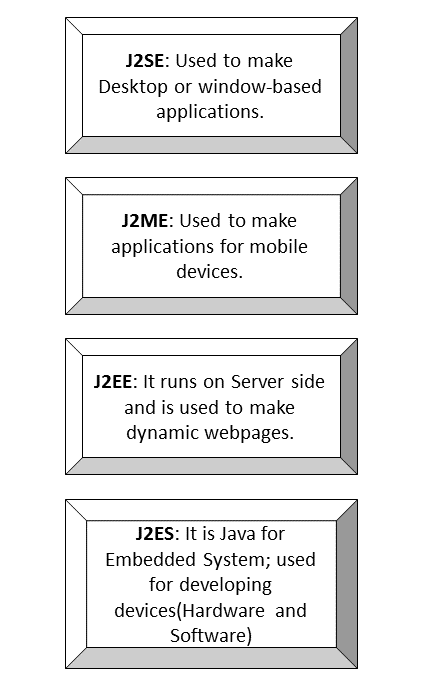 J2SE: Used to make
Desktop or window-based
applications.
J2ME: Used to make
applications for mobile
devices.
J2EE: It runs on Server side
and is used to make
dynamic webpages.
J2ES: It is Java for
Embedded System; used
for developing
devices(Hardware and
Software)